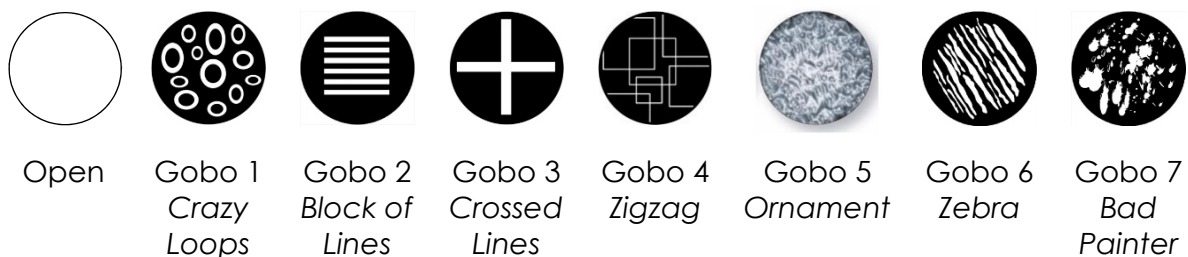 Open
Gobo 1
Crazy
Loops
Gobo 2
Block of
Lines
Gobo 3
Crossed
Lines
Gobo 4
Zigzag
Gobo 5
Ornament
Gobo 6
Zebra
Gobo 7
Bad
Painter